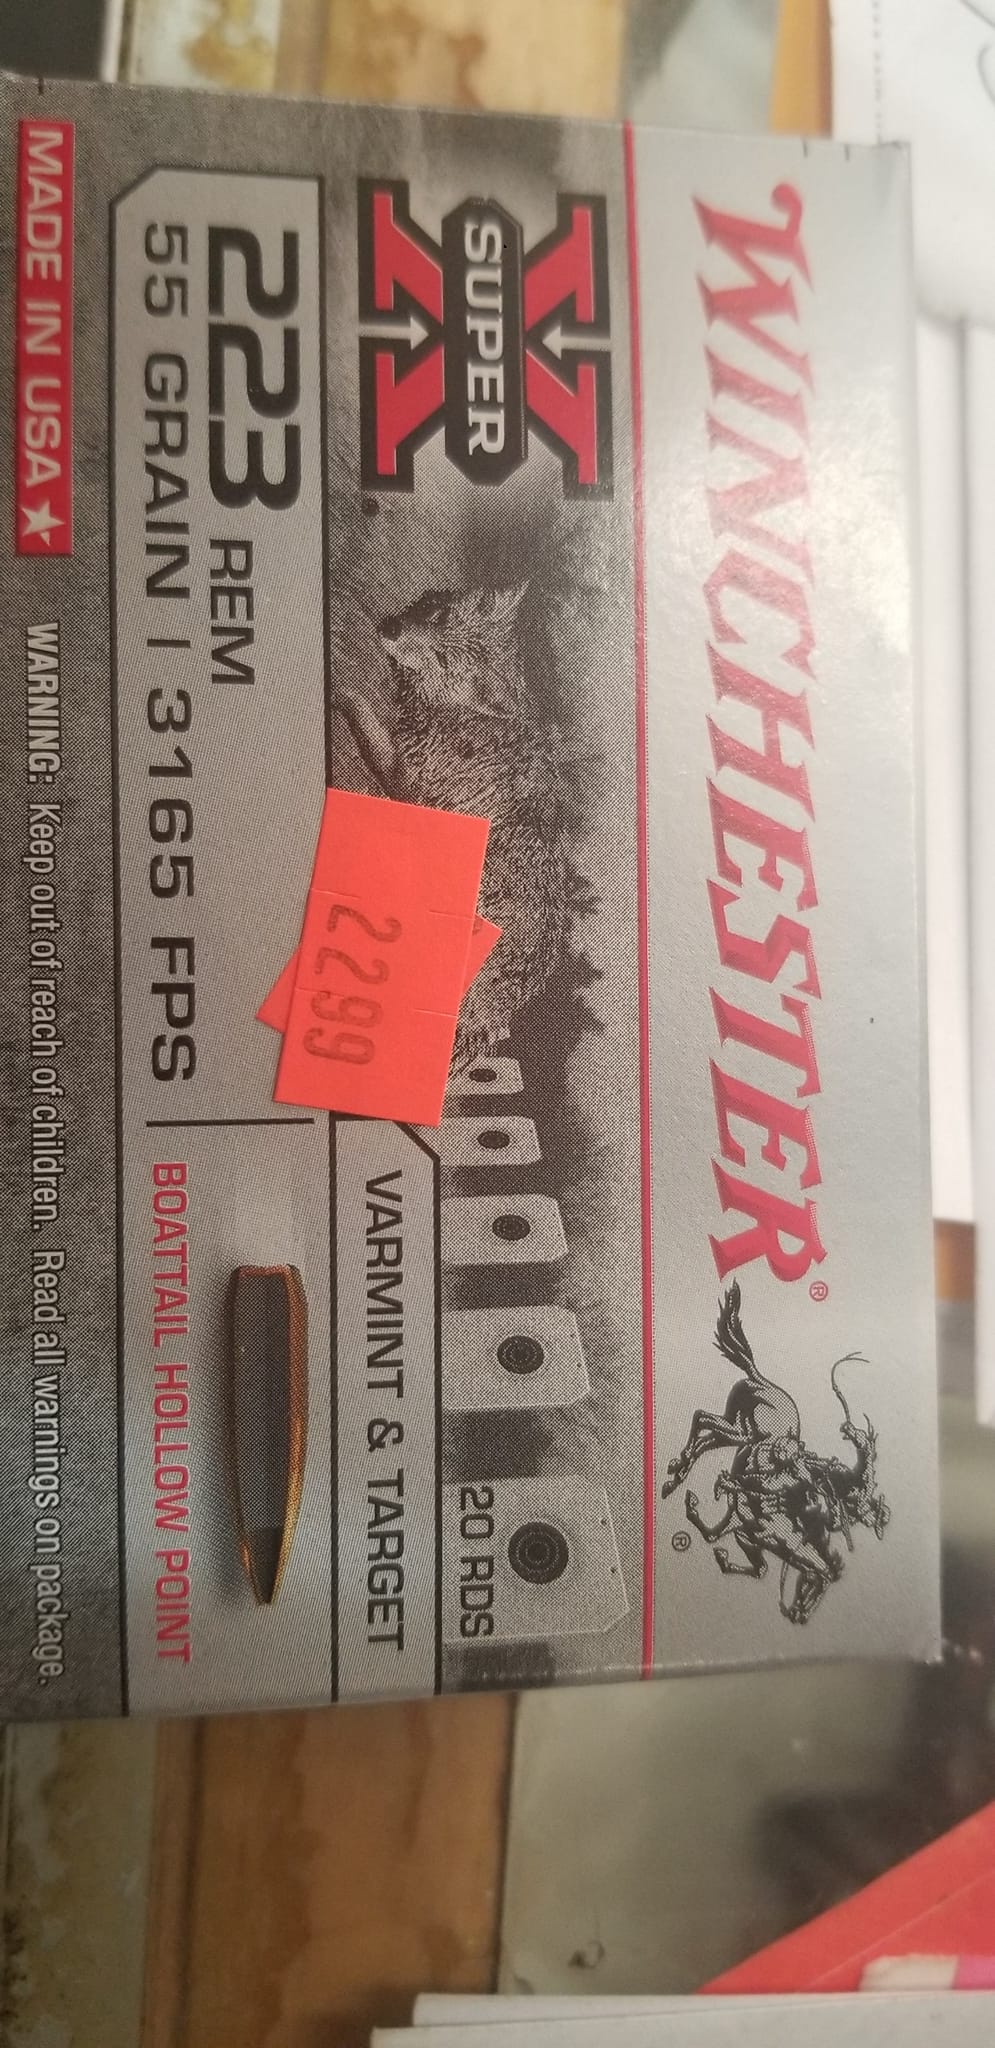 WINCHESTER®
®
SUPER
X®
20 RDS
VARMINT & TARGET
2299
223 REM
55 GRAIN | 3165 FPS
BOATTAIL HOLLOW POINT
MADE IN USA ★
WARNING: Keep out of reach of children. Read all warnings on package.